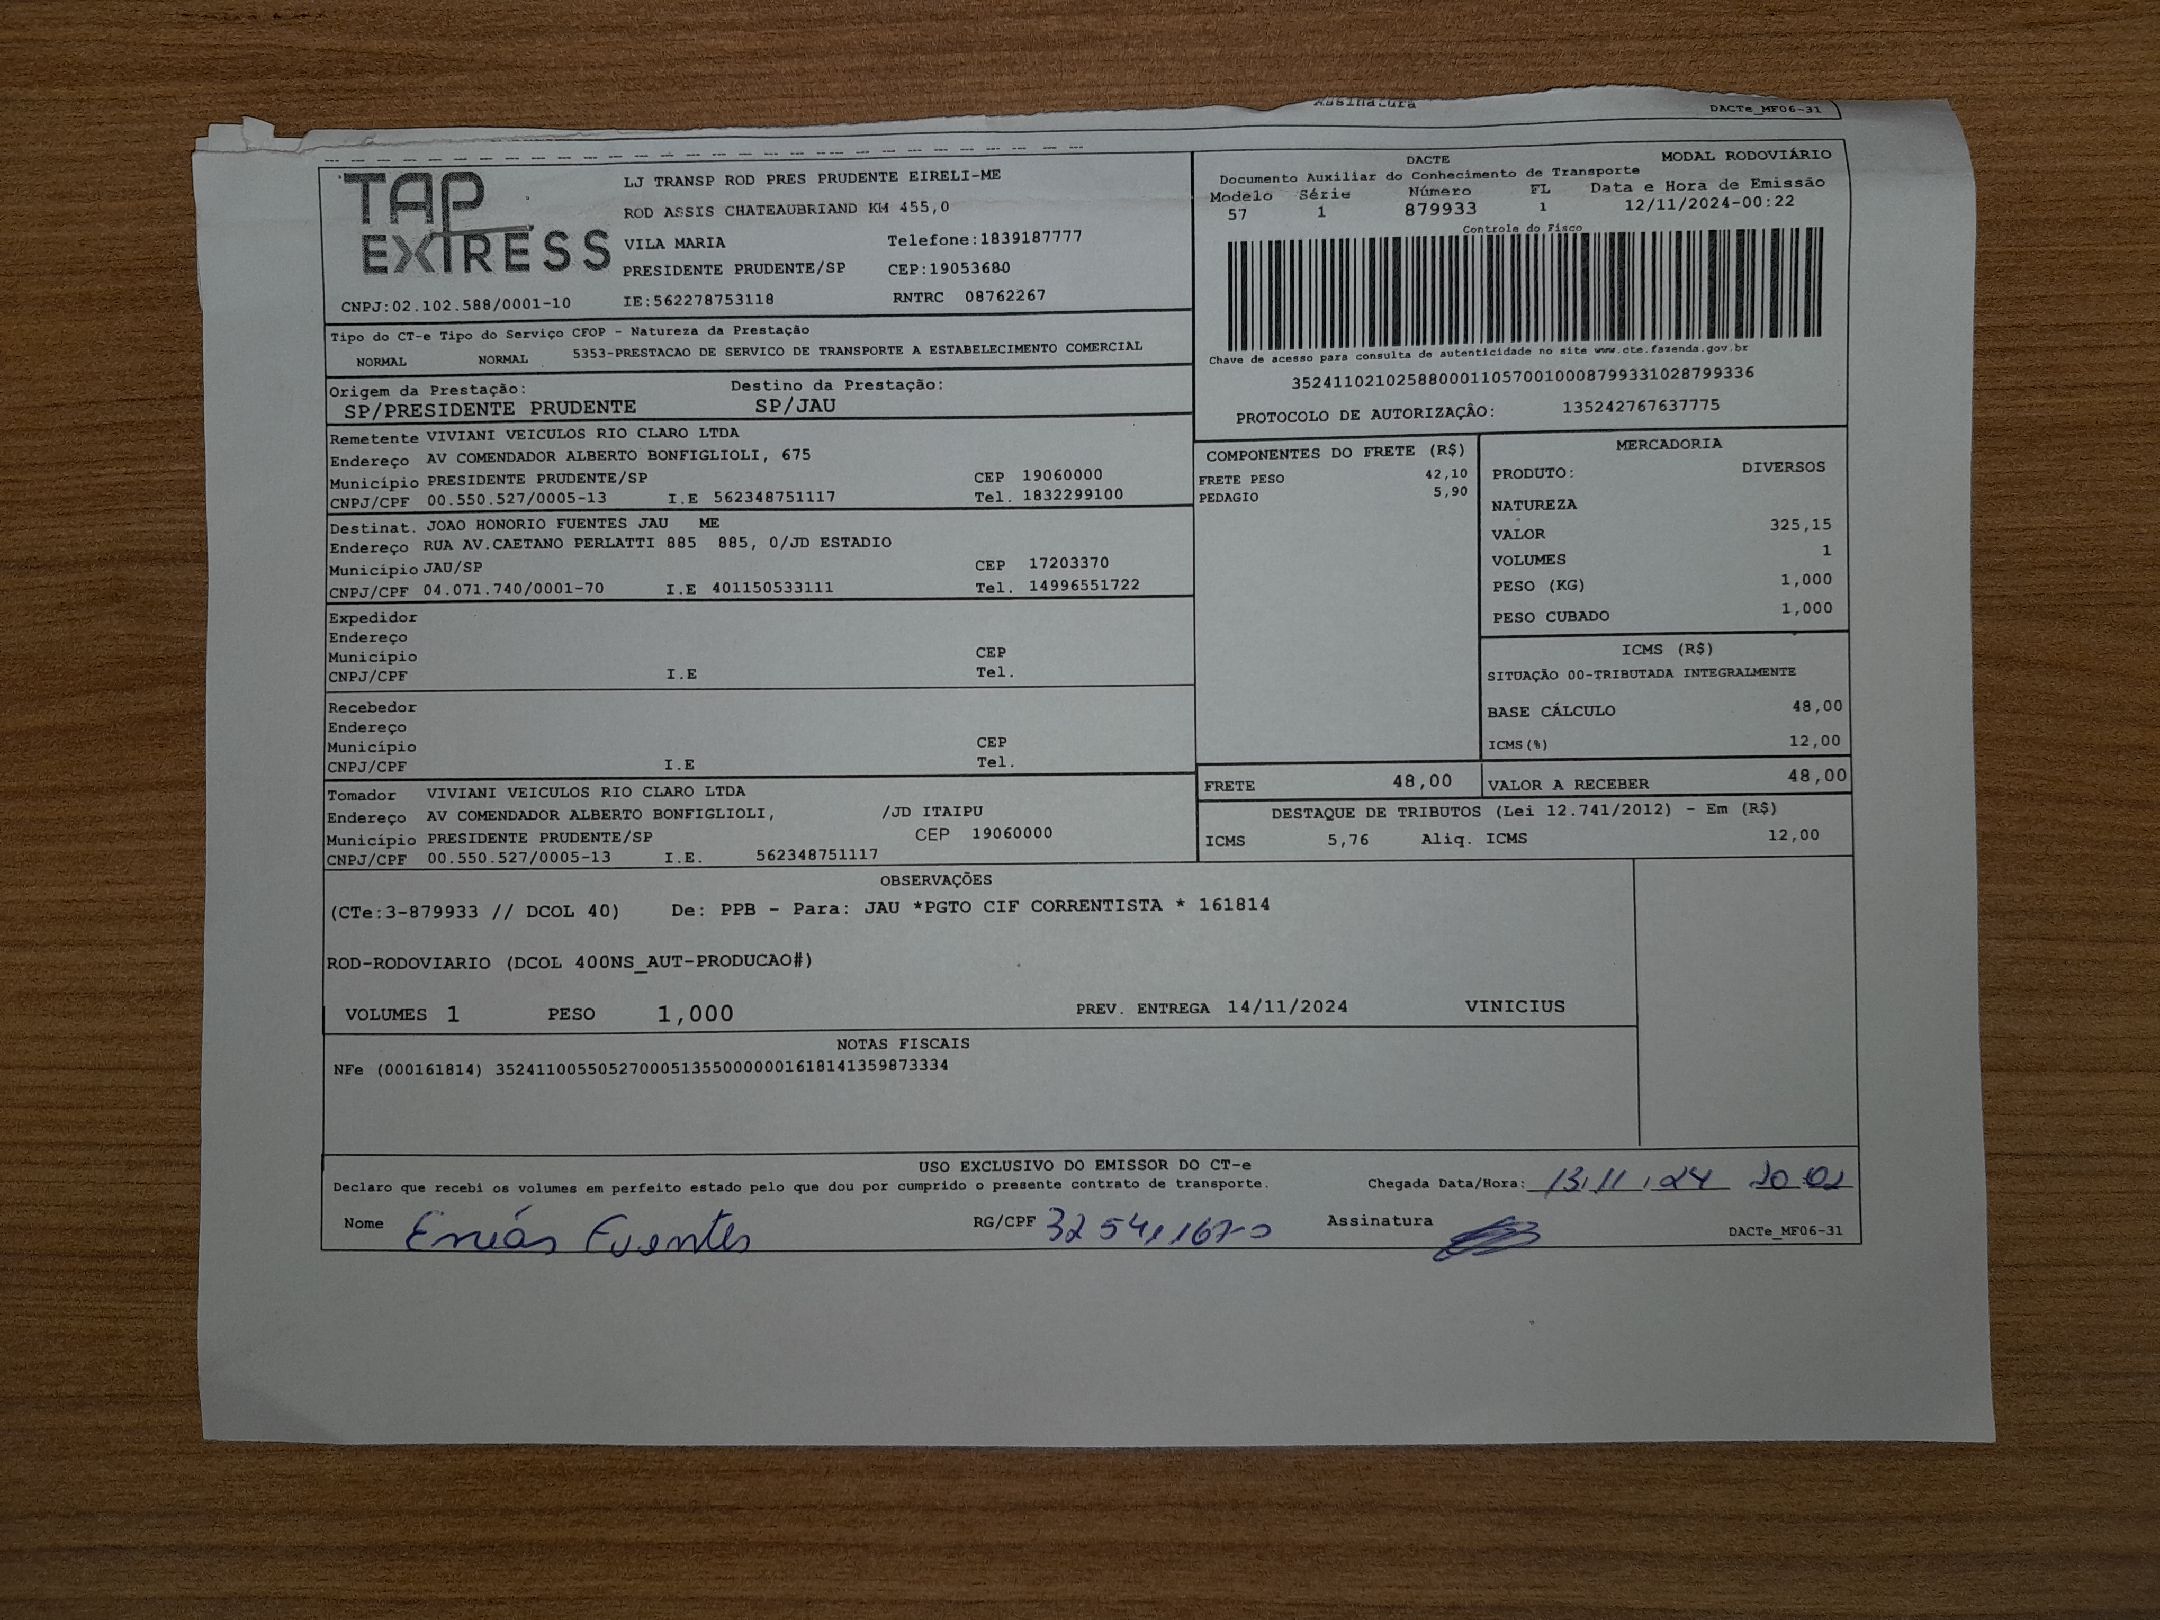 Assinatura
DACTe_MF06-31
TAP EXPRESS
LJ TRANSP ROD PRES PRUDENTE EIRELI-ME
ROD ASSIS CHATEAUBRIAND KM 455,0
VILA MARIA Telefone:1839187777
PRESIDENTE PRUDENTE/SP CEP:19053680
CNPJ:02.102.588/0001-10 IE:562278753118 RNTRC 08762267
DACTE MODAL RODOVIÁRIO
Documento Auxiliar do Conhecimento de Transporte
Modelo Série Número FL Data e Hora de Emissão
57 1 879933 1 12/11/2024-00:22
Controle do Fisco
Chave de acesso para consulta de autenticidade no site www.cte.fazenda.gov.br
35241102102588000110570010008799331028799336
PROTOCOLO DE AUTORIZAÇÂO: 135242767637775
Tipo do CT-e Tipo do Serviço CFOP - Natureza da Prestação
NORMAL NORMAL 5353-PRESTACAO DE SERVICO DE TRANSPORTE A ESTABELECIMENTO COMERCIAL
Origem da Prestação: Destino da Prestação:
SP/PRESIDENTE PRUDENTE SP/JAU
Remetente VIVIANI VEICULOS RIO CLARO LTDA
Endereço AV COMENDADOR ALBERTO BONFIGLIOLI, 675
Município PRESIDENTE PRUDENTE/SP CEP 19060000
CNPJ/CPF 00.550.527/0005-13 I.E 562348751117 Tel. 1832299100
Destinat. JOAO HONORIO FUENTES JAU ME
Endereço RUA AV.CAETANO PERLATTI 885 885, 0/JD ESTADIO
Município JAU/SP CEP 17203370
CNPJ/CPF 04.071.740/0001-70 I.E 401150533111 Tel. 14996551722
Expedidor
Endereço
Município CEP
CNPJ/CPF I.E Tel.
Recebedor
Endereço
Município CEP
CNPJ/CPF I.E Tel.
Tomador VIVIANI VEICULOS RIO CLARO LTDA
Endereço AV COMENDADOR ALBERTO BONFIGLIOLI, /JD ITAIPU
Município PRESIDENTE PRUDENTE/SP CEP 19060000
CNPJ/CPF 00.550.527/0005-13 I.E. 562348751117
COMPONENTES DO FRETE (R$)
FRETE PESO 42,10
PEDAGIO 5,90
MERCADORIA
PRODUTO: DIVERSOS
NATUREZA
VALOR 325,15
VOLUMES 1
PESO (KG) 1,000
PESO CUBADO 1,000
ICMS (R$)
SITUAÇÃO 00-TRIBUTADA INTEGRALMENTE
BASE CÁLCULO 48,00
ICMS(%) 12,00
FRETE 48,00 VALOR A RECEBER 48,00
DESTAQUE DE TRIBUTOS (Lei 12.741/2012) - Em (R$)
ICMS 5,76 Aliq. ICMS 12,00
OBSERVAÇÕES
(CTe:3-879933 // DCOL 40) De: PPB - Para: JAU *PGTO CIF CORRENTISTA * 161814
ROD-RODOVIARIO (DCOL 400NS_AUT-PRODUCAO#)
VOLUMES 1 PESO 1,000 PREV. ENTREGA 14/11/2024 VINICIUS
NOTAS FISCAIS
NFe (000161814) 35241100550527000513550000001618141359873334
USO EXCLUSIVO DO EMISSOR DO CT-e
Declaro que recebi os volumes em perfeito estado pelo que dou por cumprido o presente contrato de transporte. Chegada Data/Hora: 13.11.24
Nome Enéas Fuentes RG/CPF Assinatura DACTe_MF06-31